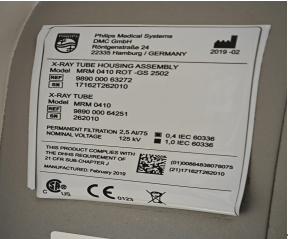 PHILIPS
Philips Medical Systems
DMC GmbH
Röntgenstraße 24
22335 Hamburg / GERMANY
2019-02
X-RAY TUBE HOUSING ASSEMBLY
Model MRM 0410 ROT-GS 2502
REF 9890 000 63272
SN 17162T262010
X-RAY TUBE
Model MRM 0410
REF 9890 000 64251
SN 262010
PERMANENT FILTRATION 2,5 Al/75
NOMINAL VOLTAGE 125 kV
0,4 IEC 60336
1,0 IEC 60336
THIS PRODUCT COMPLIES WITH
THE DHHS REQUIREMENT OF
21 CFR SUB-CHAPTER J
MANUFACTURED: February 2019
(01)00884838078075
(21)17162T262010
C US
CE 0123